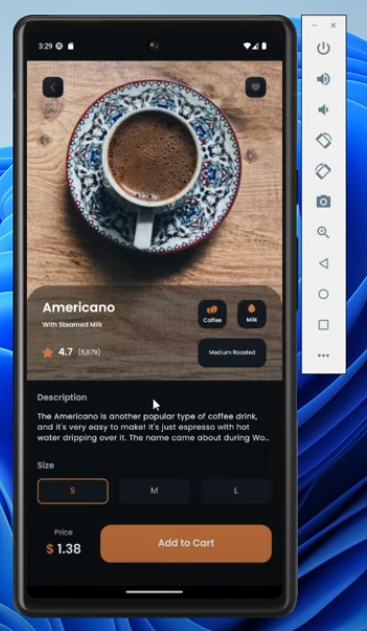 3:29
Americano
With Steamed Milk
Coffee
Milk
4.7 (6,879)
Medium Roasted
Description
The Americano is another popular type of coffee drink,
and it's very easy to make! It's just espresso with hot
water dripping over it. The name came about during Wo...
Size
S M L
Price
$ 1.38
Add to Cart